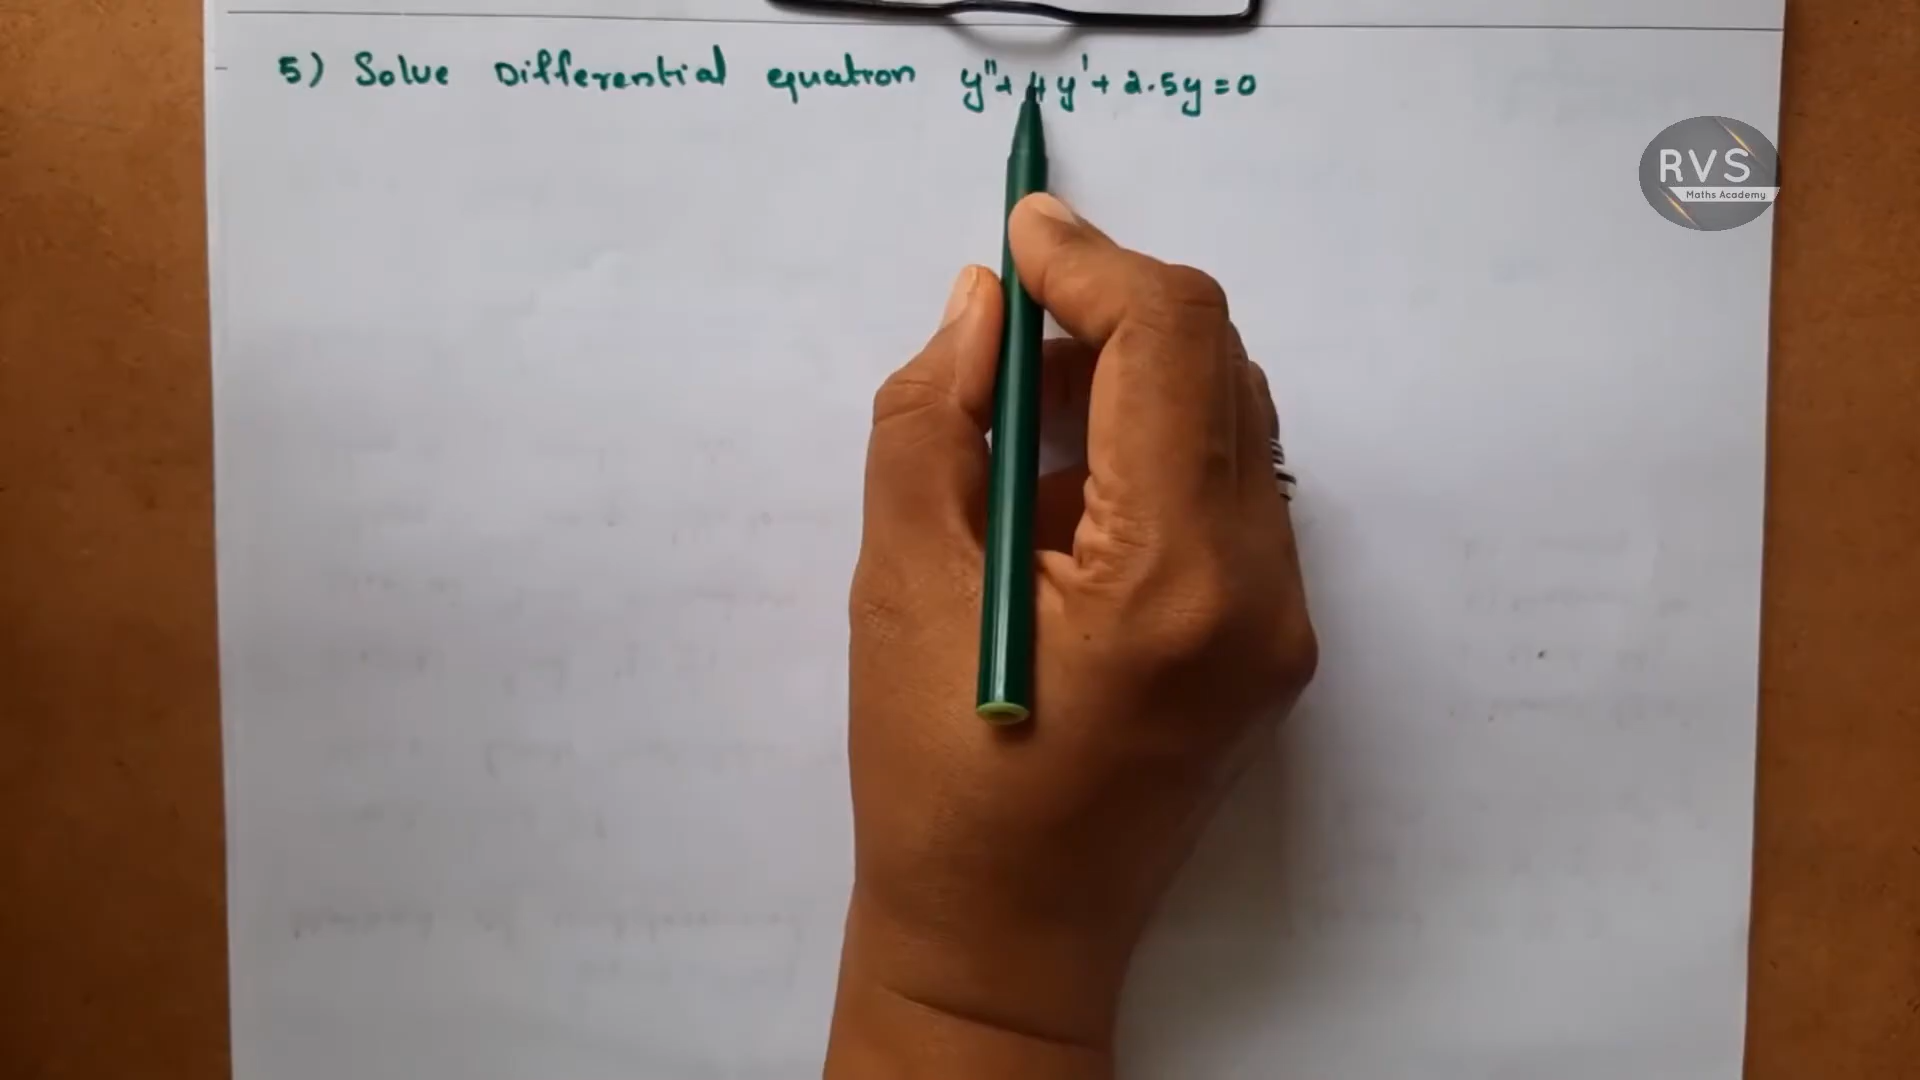 5) Solve Differential equation y"+ 4y'+ 2.5y=0
RVS
Maths Academy